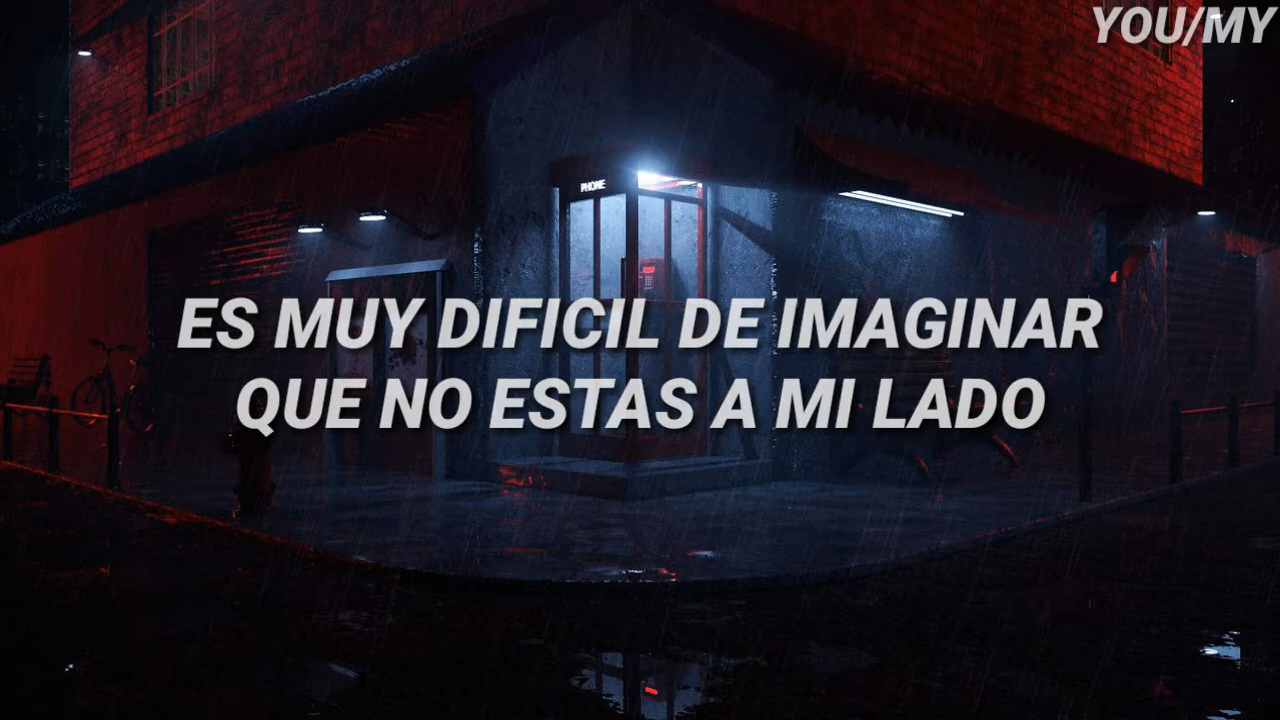 YOU/MY
PHONE
ES MUY DIFICIL DE IMAGINAR
QUE NO ESTAS A MI LADO